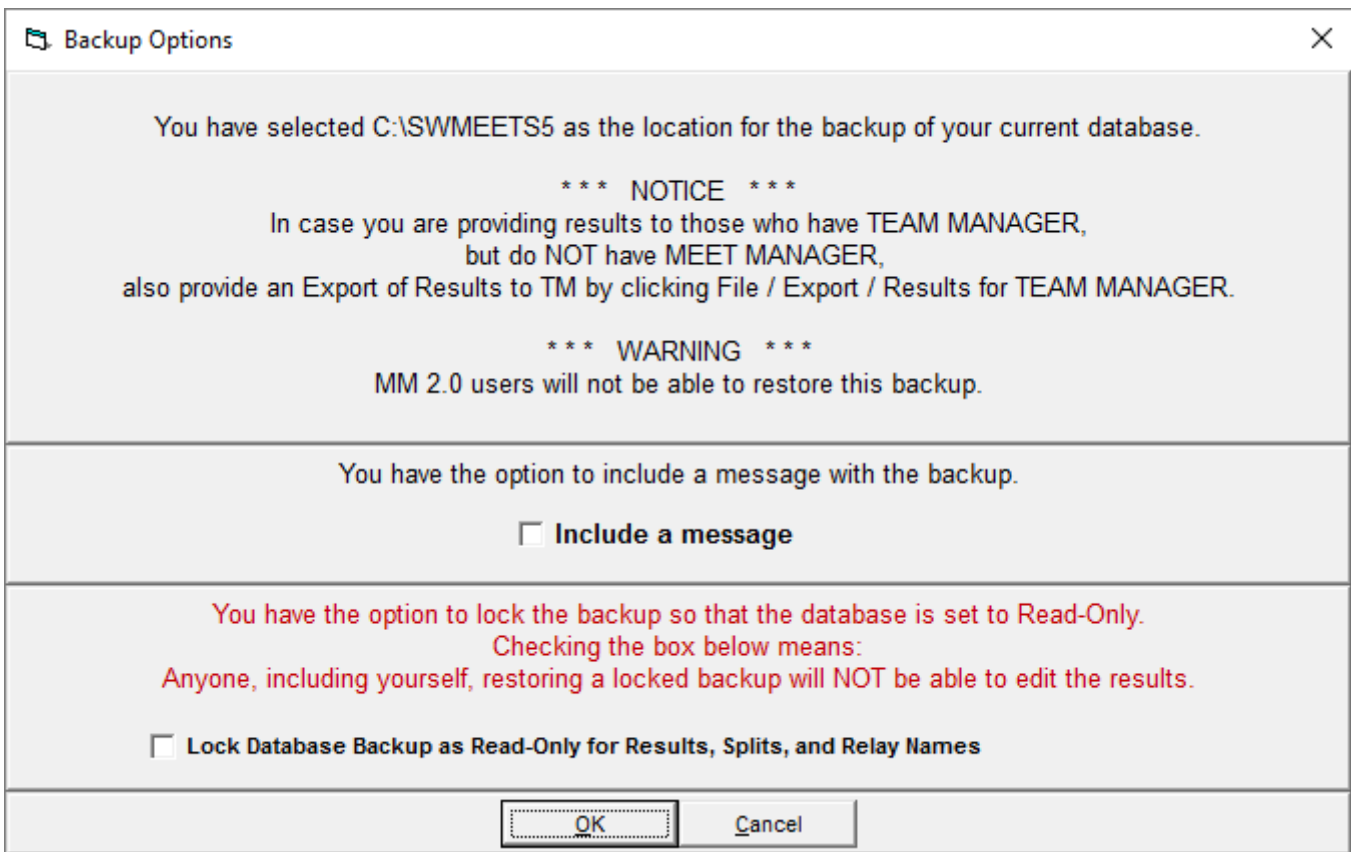 Backup Options
You have selected C:\SWMEETS5 as the location for the backup of your current database.
* * *   NOTICE   * * *
In case you are providing results to those who have TEAM MANAGER,
but do NOT have MEET MANAGER,
also provide an Export of Results to TM by clicking File / Export / Results for TEAM MANAGER.
* * *   WARNING   * * *
MM 2.0 users will not be able to restore this backup.
You have the option to include a message with the backup.
Include a message
You have the option to lock the backup so that the database is set to Read-Only.
Checking the box below means:
Anyone, including yourself, restoring a locked backup will NOT be able to edit the results.
Lock Database Backup as Read-Only for Results, Splits, and Relay Names
OK Cancel